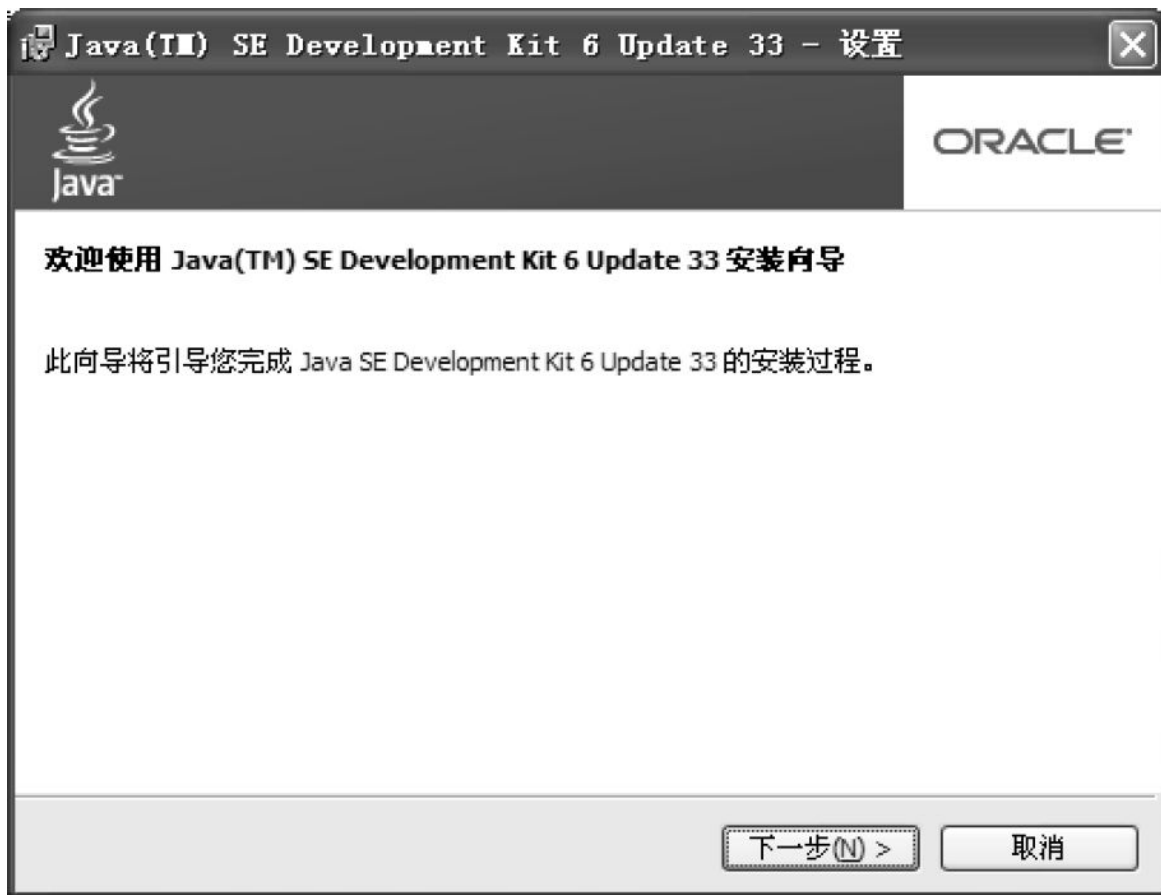 Java(TM) SE Development Kit 6 Update 33 - 设置
Java™
ORACLE®
欢迎使用 Java(TM) SE Development Kit 6 Update 33 安装向导
此向导将引导您完成 Java SE Development Kit 6 Update 33 的安装过程。
下一步(N) >
取消